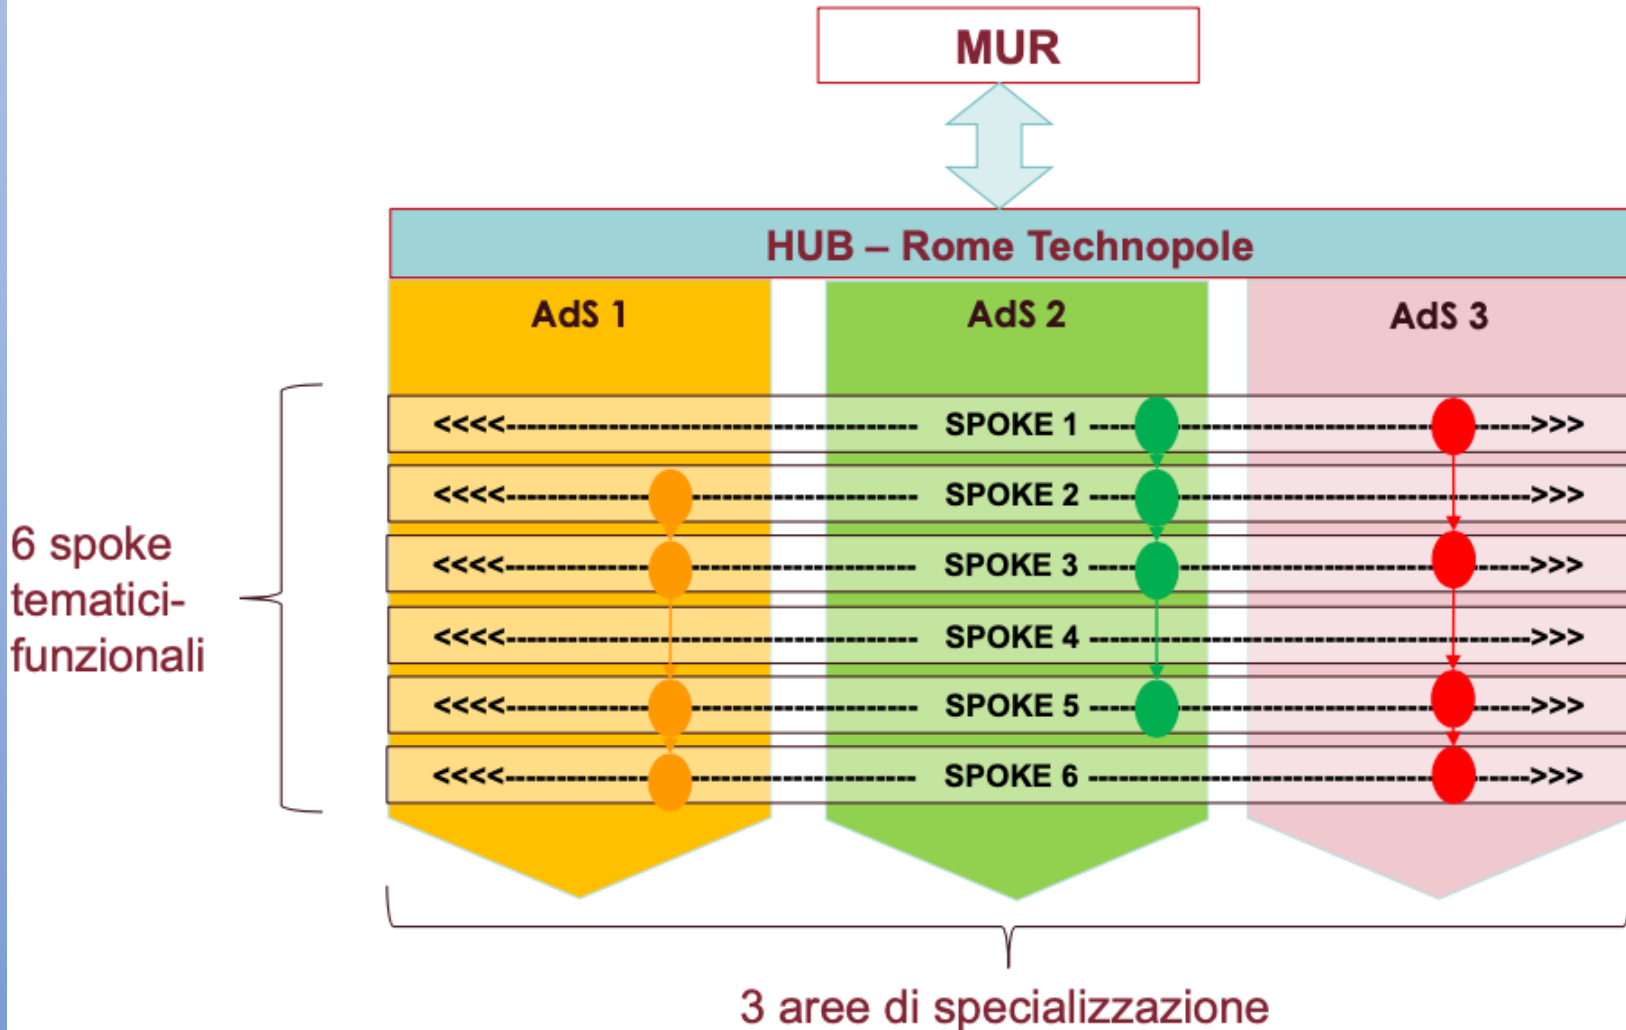 MUR
HUB – Rome Technopole
AdS 1
AdS 2
AdS 3
<<<<-------------------------------------- SPOKE 1 ----------------------------------------->>>
<<<<-------------------------------------- SPOKE 2 ----------------------------------------->>>
<<<<-------------------------------------- SPOKE 3 ----------------------------------------->>>
<<<<-------------------------------------- SPOKE 4 ----------------------------------------->>>
<<<<-------------------------------------- SPOKE 5 ----------------------------------------->>>
<<<<-------------------------------------- SPOKE 6 ----------------------------------------->>>
6 spoke
tematici-
funzionali
3 aree di specializzazione